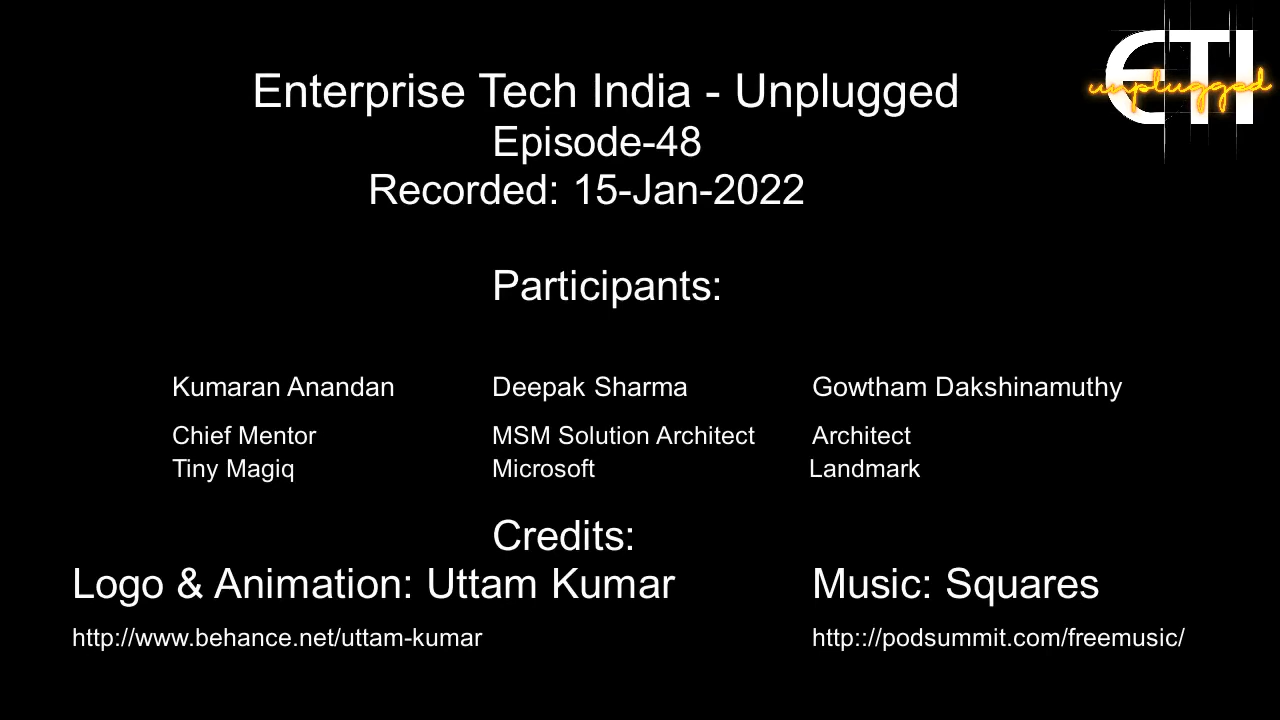 ETI
unplugged
Enterprise Tech India - Unplugged
Episode-48
Recorded: 15-Jan-2022
Participants:
Kumaran Anandan Deepak Sharma Gowtham Dakshinamuthy
Chief Mentor MSM Solution Architect Architect
Tiny Magiq Microsoft Landmark
Credits:
Logo & Animation: Uttam Kumar Music: Squares
http://www.behance.net/uttam-kumar http:://podsummit.com/freemusic/